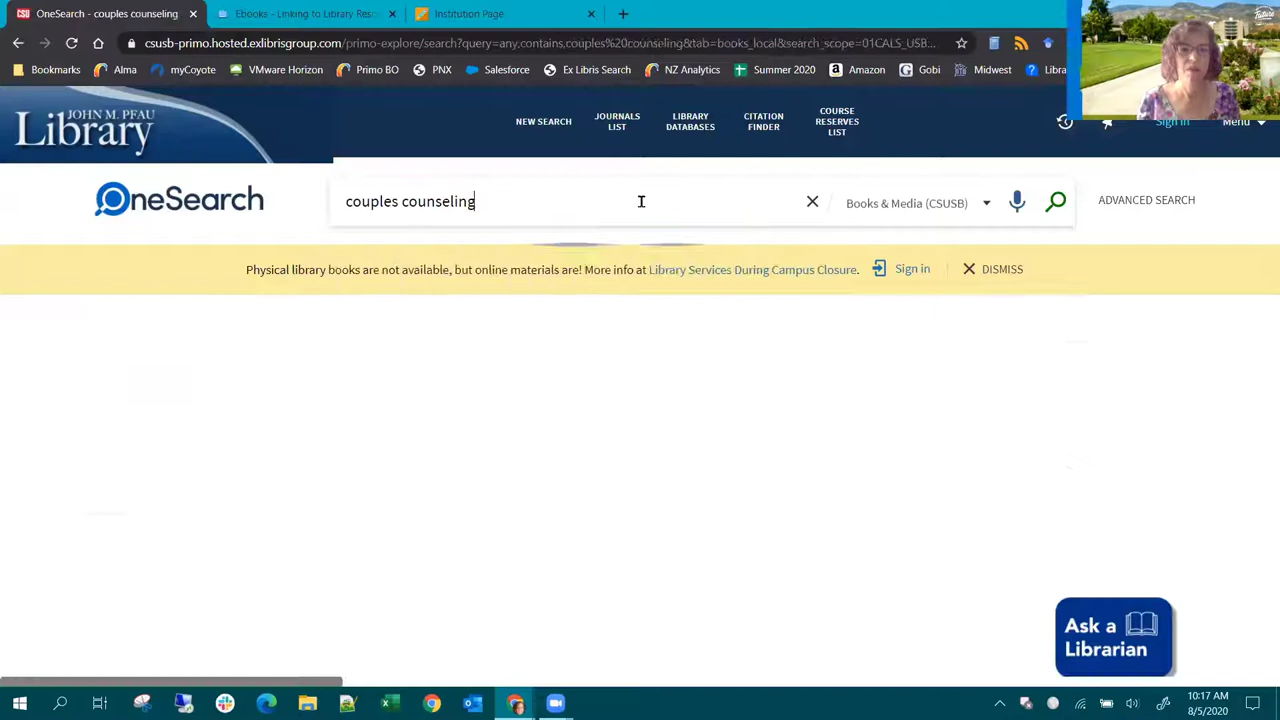 OneSearch - couples counseling
Ebooks - Linking to Library Reso
Institution Page
csusb-primo.hosted.exlibrisgroup.com/primo-explore/search?query=any,contains,couples%20counseling&tab=books_local&search_scope=01CALS_USB...
Bookmarks
Alma
myCoyote
VMware Horizon
Primo BO
PNX
Salesforce
Ex Libris Search
NZ Analytics
Summer 2020
Amazon
Gobi
Midwest
Libra
JOHN M. PFAU
Library
NEW SEARCH
JOURNALS
LIST
LIBRARY
DATABASES
CITATION
FINDER
COURSE
RESERVES
LIST
Sign in
Menu
OneSearch
couples counseling
Books & Media (CSUSB)
ADVANCED SEARCH
Physical library books are not available, but online materials are! More info at Library Services During Campus Closure.
Sign in
DISMISS
Ask a
Librarian
10:17 AM
8/5/2020